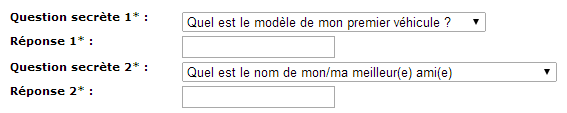 Question secrète 1* : Quel est le modèle de mon premier véhicule ?
Réponse 1* :
Question secrète 2* : Quel est le nom de mon/ma meilleur(e) ami(e)
Réponse 2* :